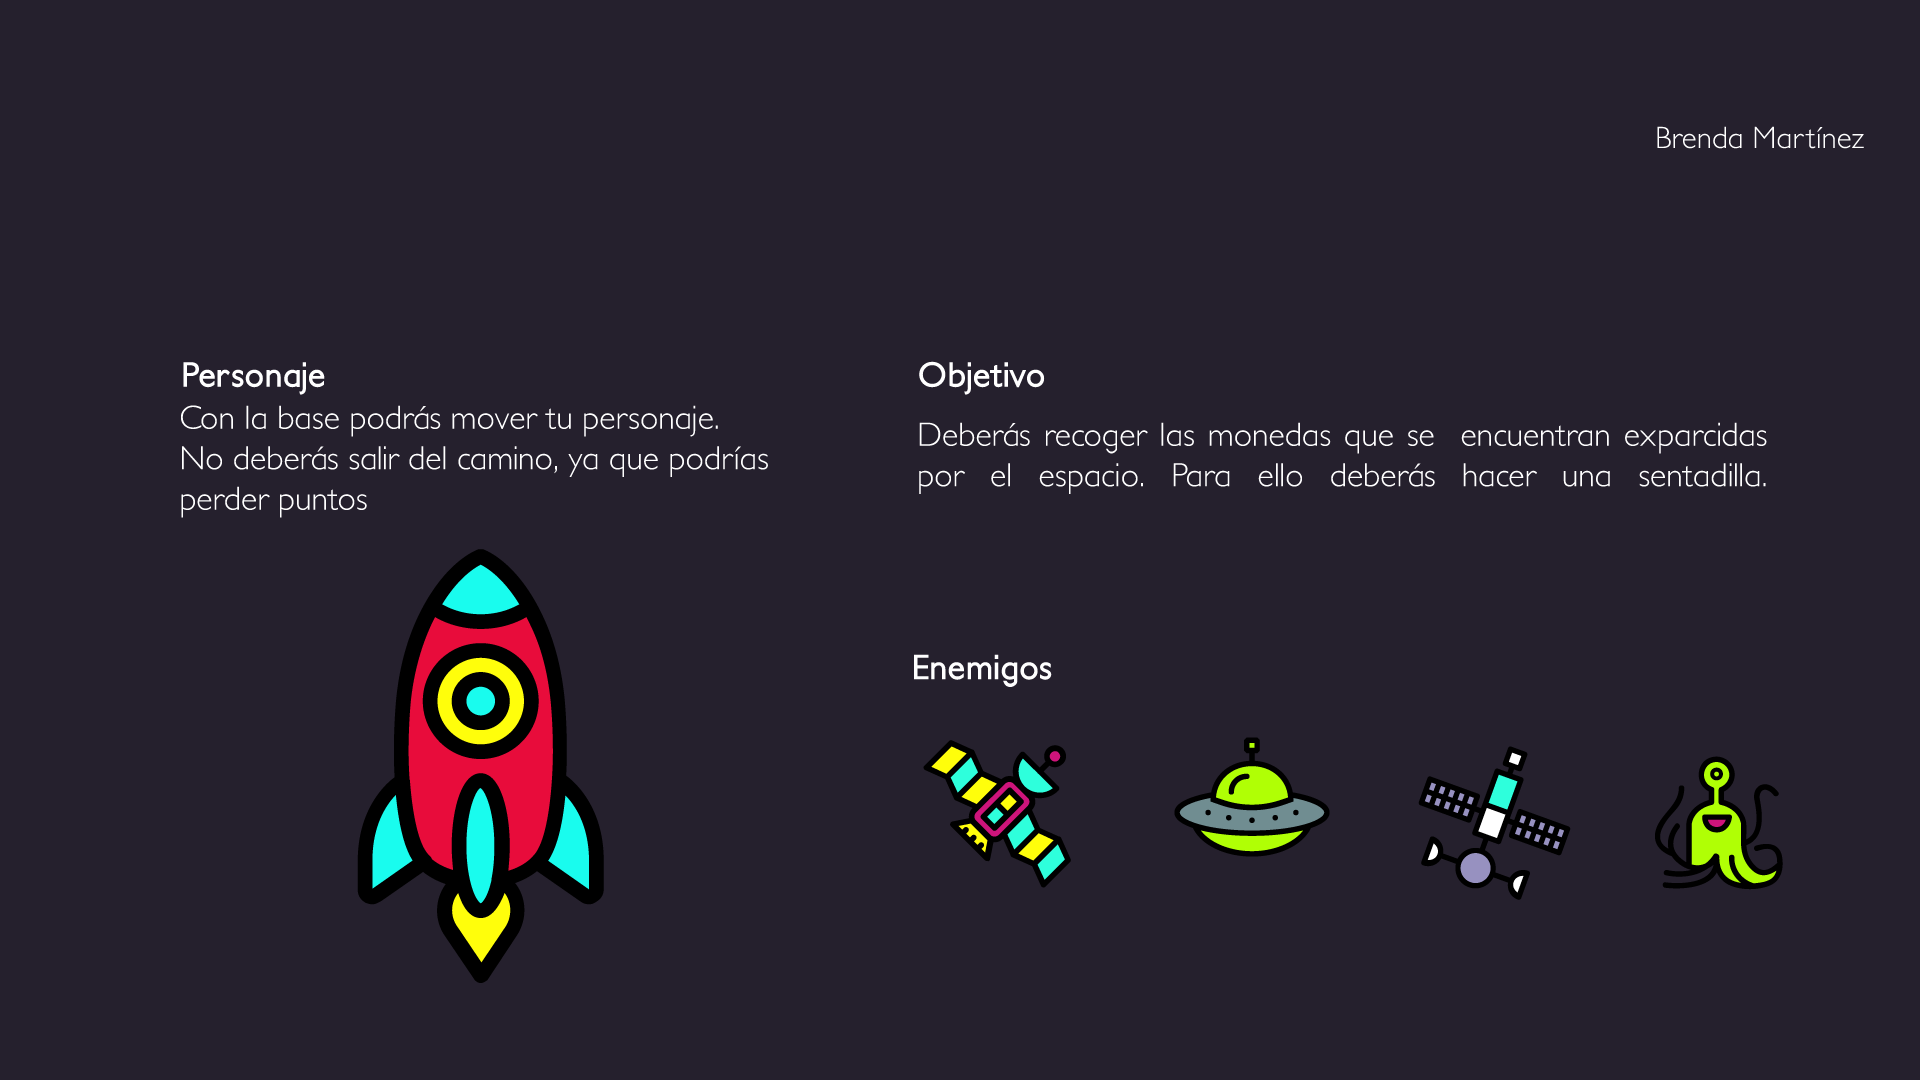 Brenda Martínez
Personaje
Con la base podrás mover tu personaje.
No deberás salir del camino, ya que podrías
perder puntos
Objetivo
Deberás recoger las monedas que se encuentran exparcidas
por el espacio. Para ello deberás hacer una sentadilla.
Enemigos